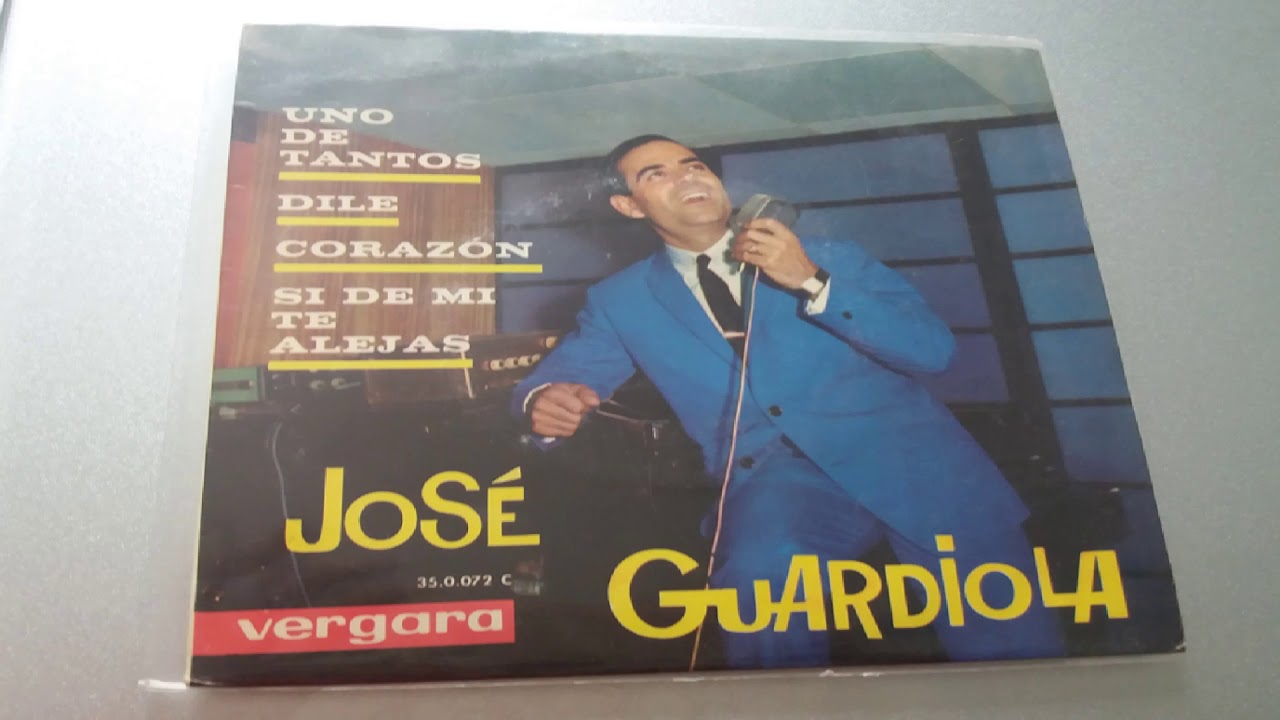 UNO
DE
TANTOS
DILE
CORAZÓN
SI DE MI
TE
ALEJAS
JOSÉ
GUARDIOLA
35.0.072 C
vergara